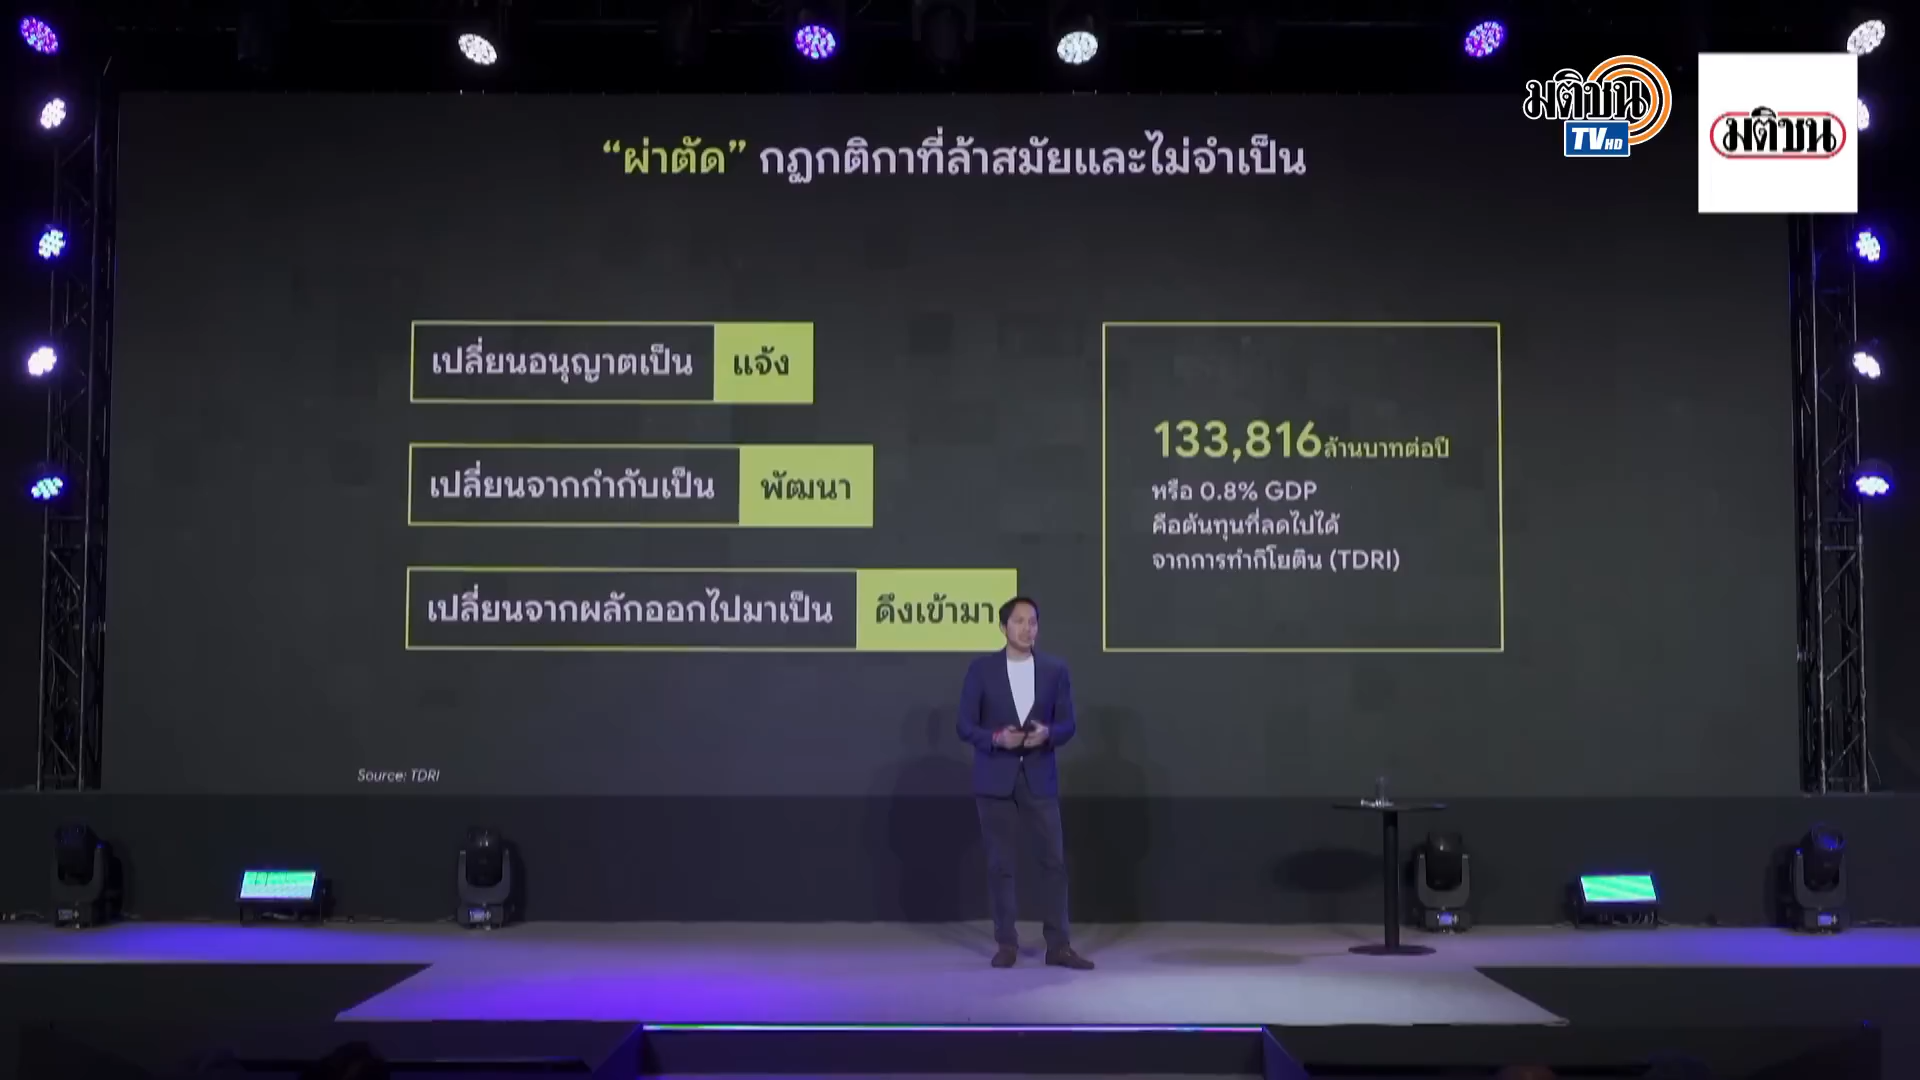 มติชน
TV HD
มติชน
“ผ่าตัด” กฎกติกาที่ล้าสมัยและไม่จำเป็น
เปลี่ยนอนุญาตเป็น แจ้ง
เปลี่ยนจากกำกับเป็น พัฒนา
เปลี่ยนจากผลักออกไปมาเป็น ดึงเข้ามา
133,816ล้านบาทต่อปี
หรือ 0.8% GDP
คือต้นทุนที่ลดไปได้
จากการทำกิโยติน (TDRI)
Source: TDRI